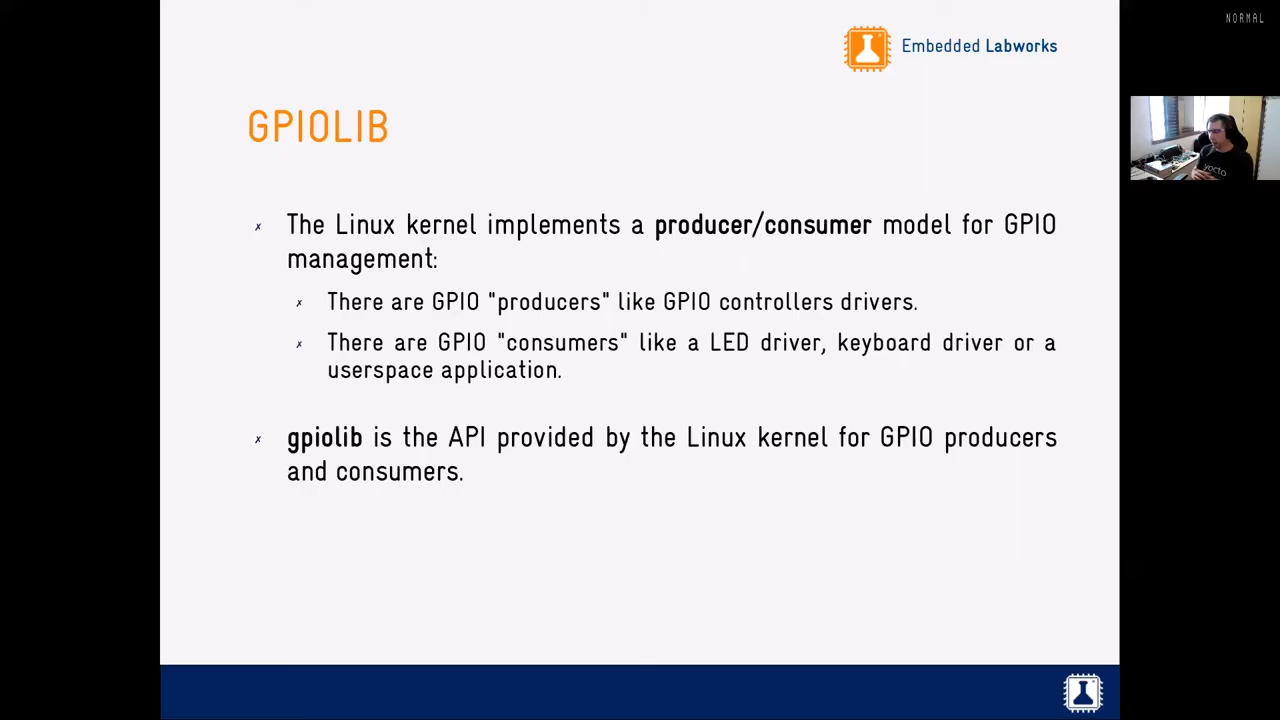 NORMAL
Embedded Labworks
GPIOLIB
The Linux kernel implements a producer/consumer model for GPIO
management:
There are GPIO "producers" like GPIO controllers drivers.
There are GPIO "consumers" like a LED driver, keyboard driver or a
userspace application.
gpiolib is the API provided by the Linux kernel for GPIO producers
and consumers.
yocto